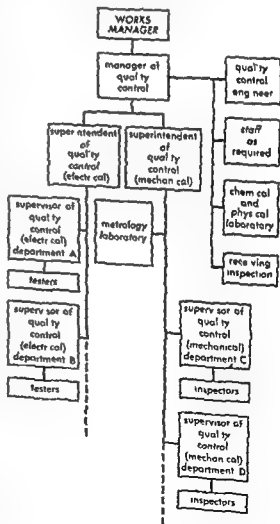 WORKS
MANAGER
manager of
quality
control
quality
control
engineer
staff
as
required
chemical
and
physical
laboratory
receiving
inspection
superintendent
of
quality
control
(electrical)
superintendent
of
quality
control
(mechanical)
supervisor of
quality
control
(electrical)
department A
testers
supervisor of
quality
control
(electrical)
department B
testers
metrology
laboratory
supervisor of
quality
control
(mechanical)
department C
inspectors
supervisor of
quality
control
(mechanical)
department D
inspectors